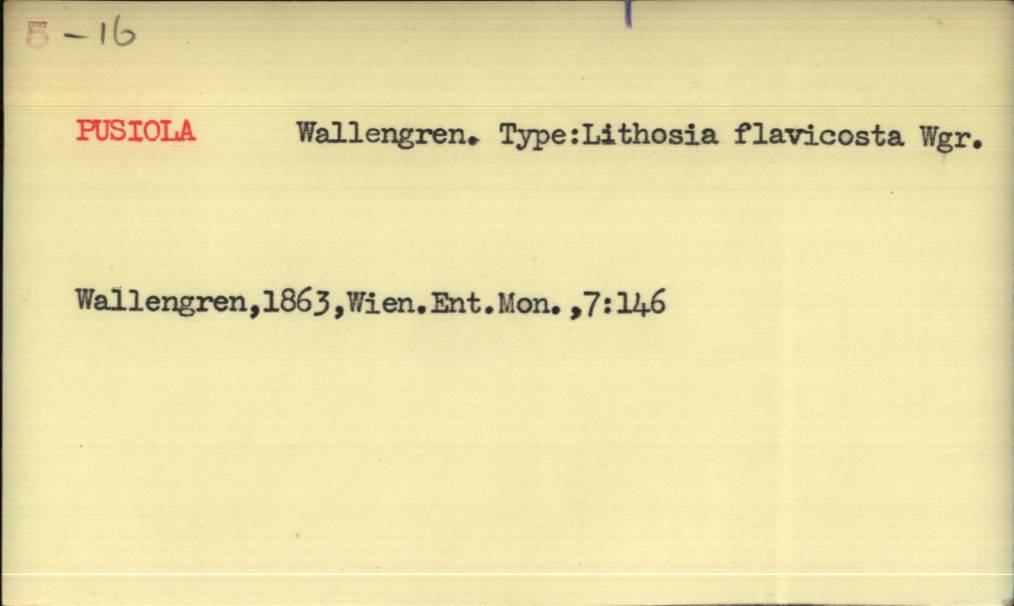 5 - 16
PUSIOLA Wallengren. Type:Lithosia flavicosta Wgr.
Wallengren,1863,Wien.Ent.Mon.,7:146